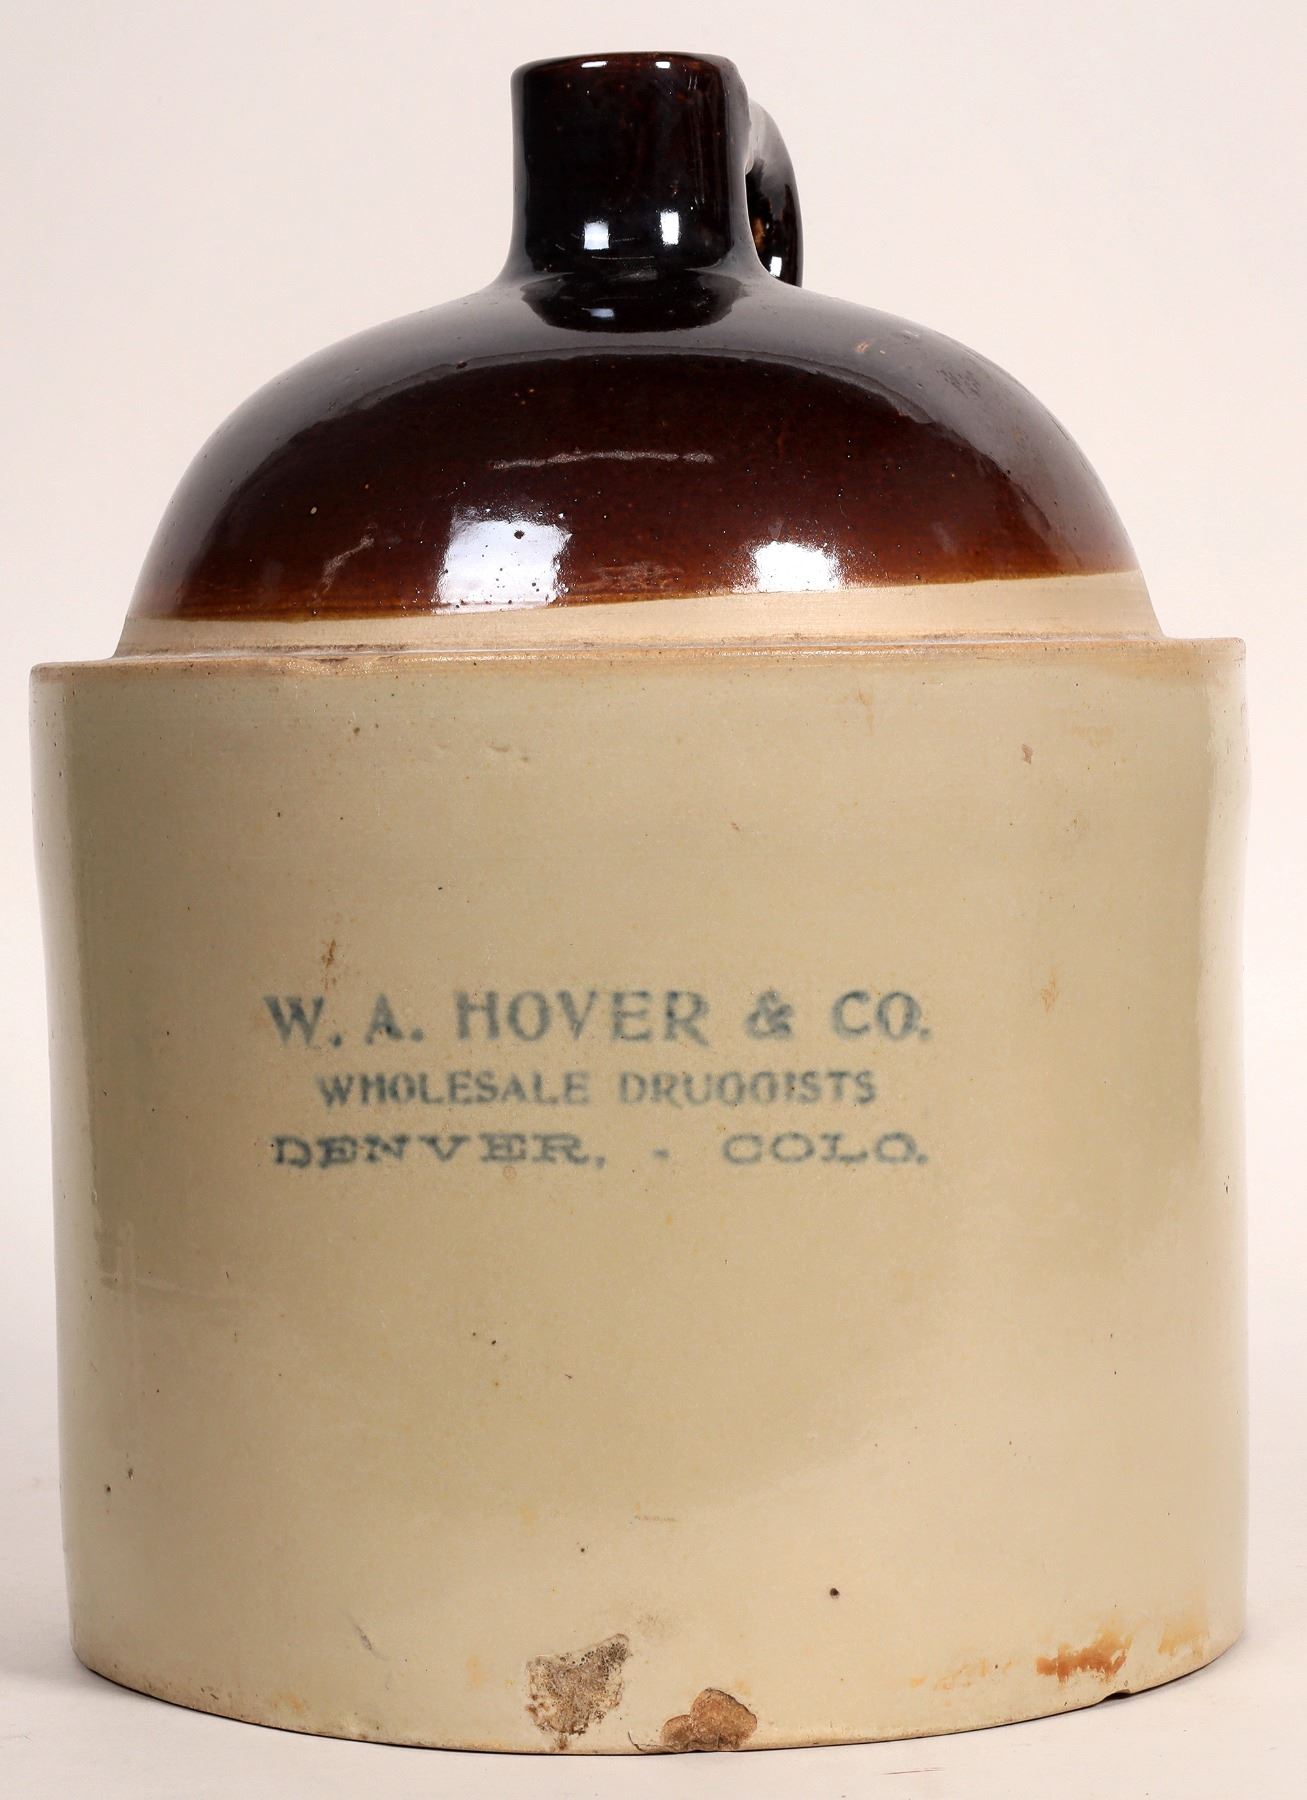 W. A. HOVER & CO.
WHOLESALE DRUGGISTS
DENVER, - COLO.